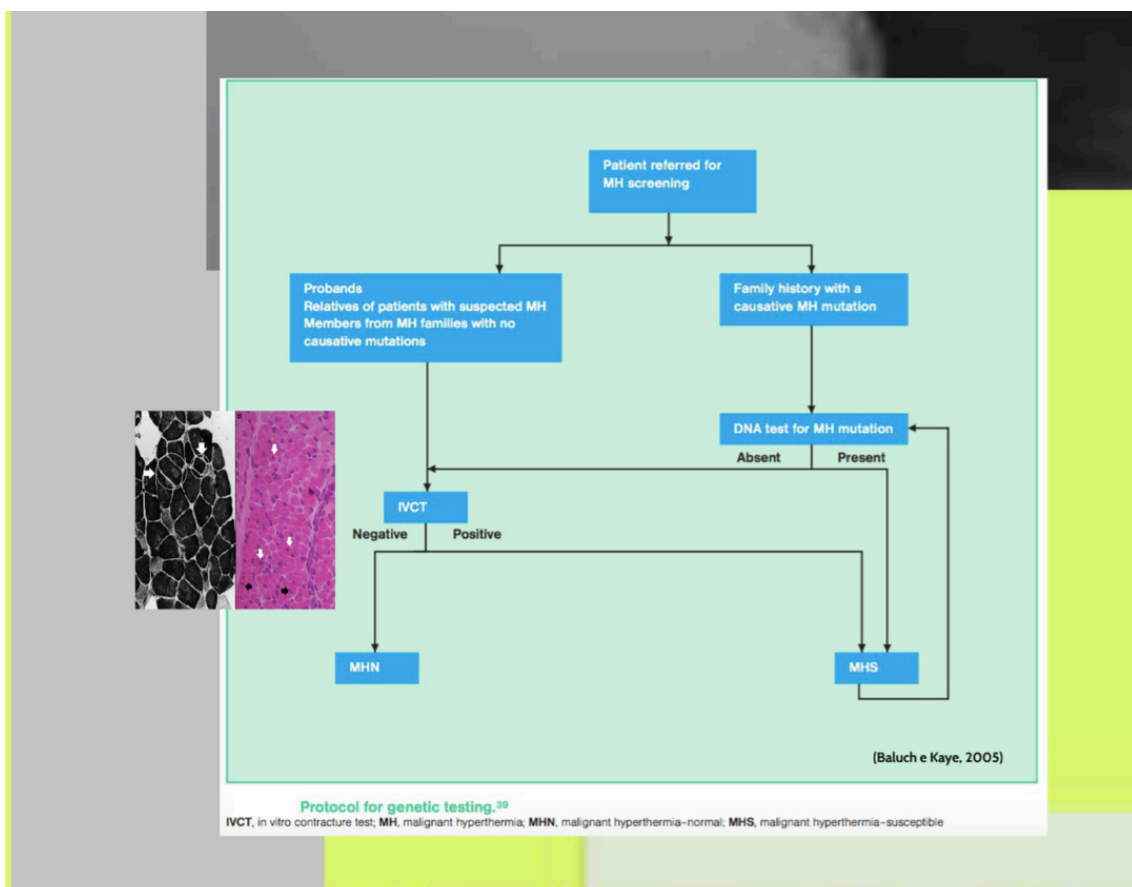 Patient referred for
MH screening
Probands
Relatives of patients with suspected MH
Members from MH families with no
causative mutations
Family history with a
causative MH mutation
DNA test for MH mutation
Absent
Present
IVCT
Negative
Positive
MHN
MHS
(Baluch e Kaye, 2005)
Protocol for genetic testing.39
IVCT, in vitro contracture test; MH, malignant hyperthermia; MHN, malignant hyperthermia–normal; MHS, malignant hyperthermia–susceptible